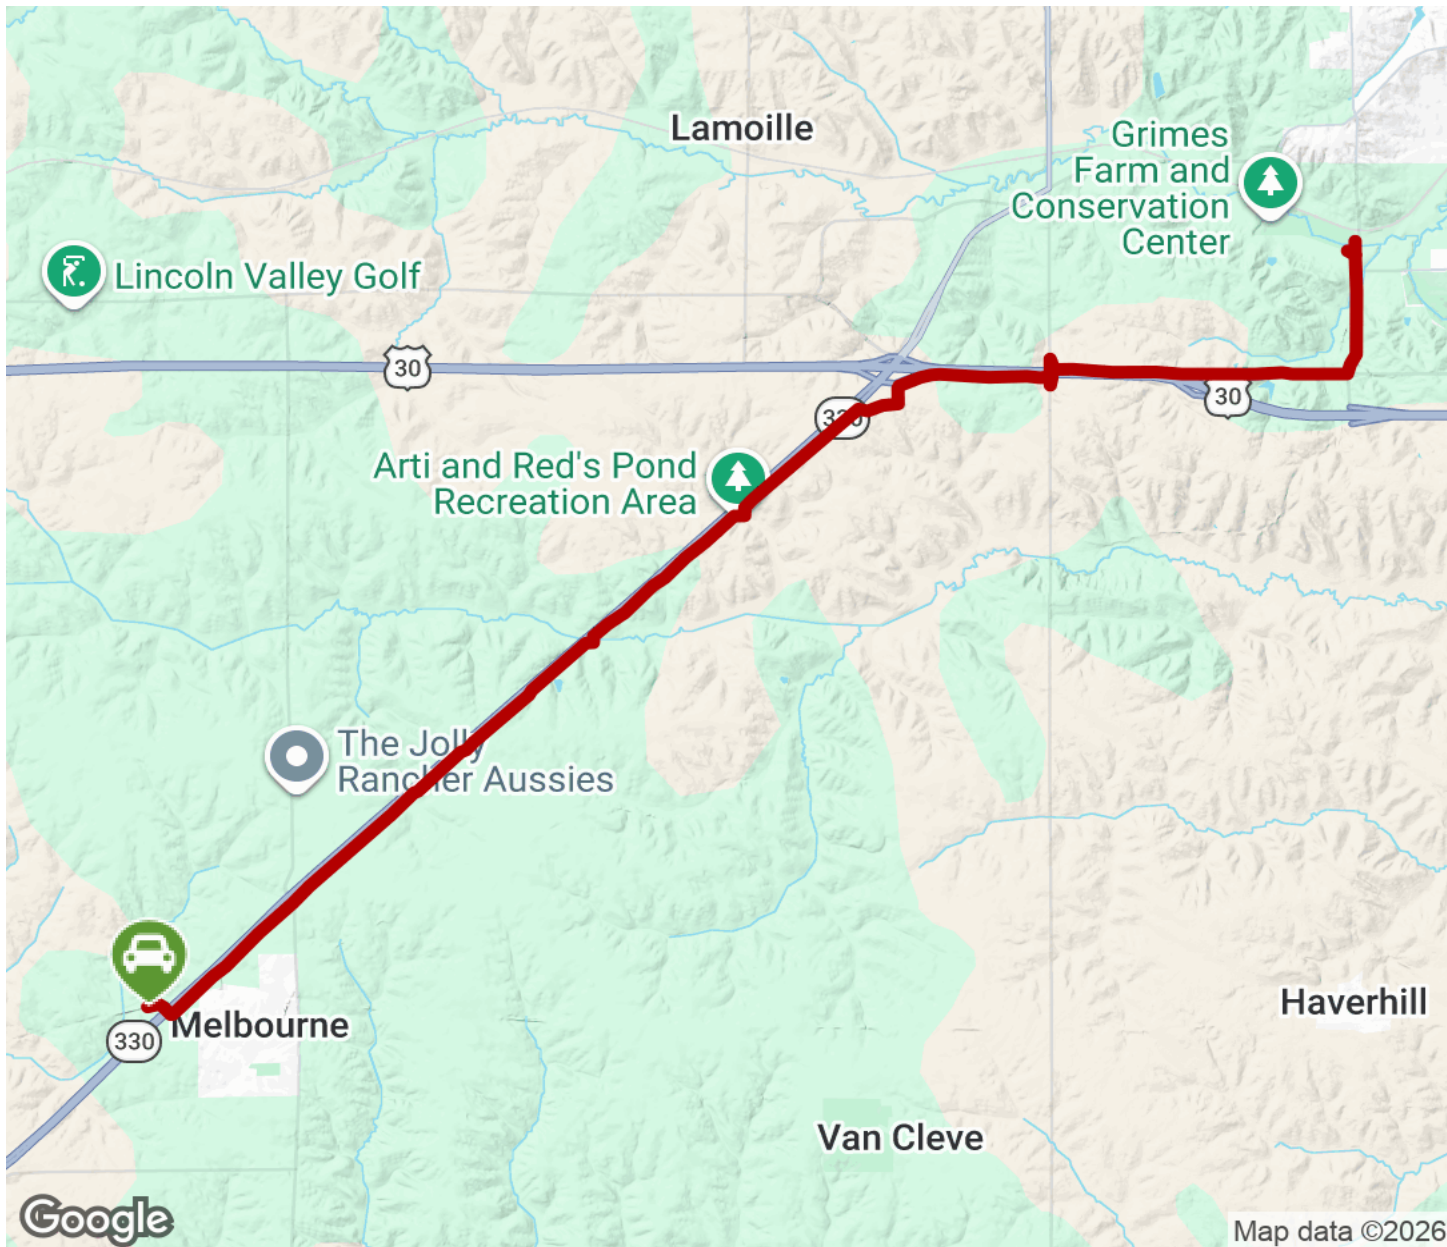 Lamoille
Grimes
Farm and
Conservation
Center
Lincoln Valley Golf
30
30
330
Arti and Red's Pond
Recreation Area
The Jolly
Rancher Aussies
Haverhill
330
Melbourne
Van Cleve
Google
Map data ©2026